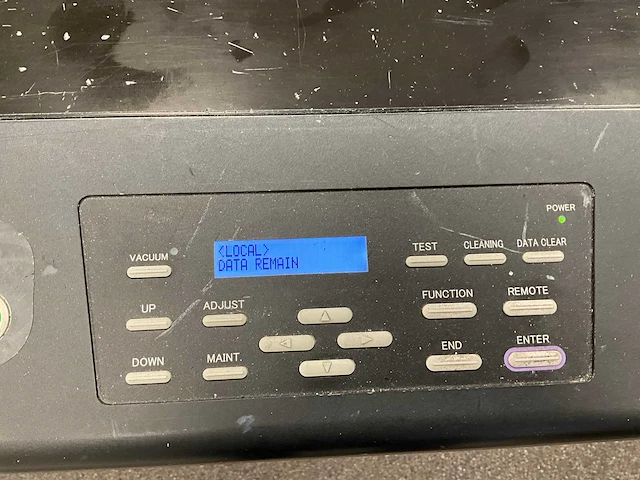 POWER
<LOCAL>
DATA REMAIN
VACUUM
TEST
CLEANING
DATA CLEAR
UP
ADJUST
FUNCTION
REMOTE
DOWN
MAINT.
END
ENTER